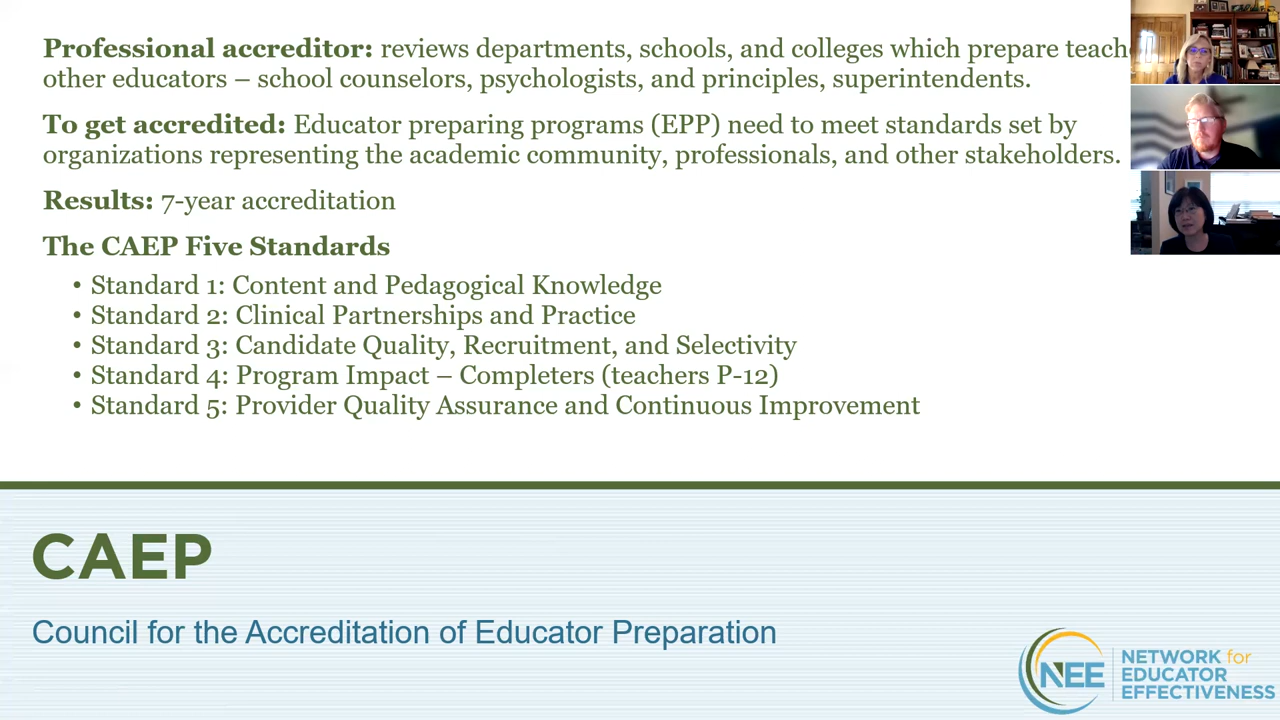 Professional accreditor: reviews departments, schools, and colleges which prepare
other educators – school counselors, psychologists, and principles, superintendents.
To get accredited: Educator preparing programs (EPP) need to meet standards set by
organizations representing the academic community, professionals, and other stakeholders.
Results: 7-year accreditation
The CAEP Five Standards
• Standard 1: Content and Pedagogical Knowledge
• Standard 2: Clinical Partnerships and Practice
• Standard 3: Candidate Quality, Recruitment, and Selectivity
• Standard 4: Program Impact – Completers (teachers P-12)
• Standard 5: Provider Quality Assurance and Continuous Improvement
CAEP
Council for the Accreditation of Educator Preparation
NEE
NETWORK for
EDUCATOR
EFFECTIVENESS